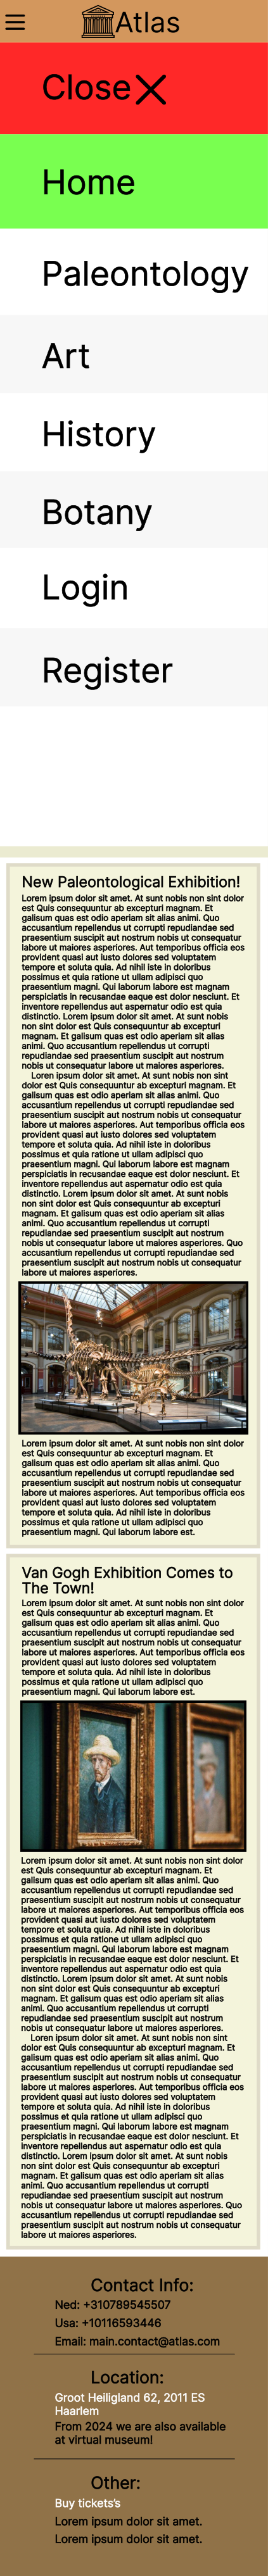 Atlas
Close
Home
Paleontology
Art
History
Botany
Login
Register
New Paleontological Exhibition!
Lorem ipsum dolor sit amet. At sunt nobis non sint dolor
est Quis consequuntur ab excepturi magnam. Et
galisum quas est odio aperiam sit alias animi. Quo
accusantium repellendus ut corrupti repudiandae sed
praesentium suscipit aut nostrum nobis ut consequatur
labore ut maiores asperiores. Aut temporibus officia eos
provident quasi aut iusto dolores sed voluptatem
tempore et soluta quia. Ad nihil iste in doloribus
possimus et quia ratione ut ullam adipisci quo
praesentium magni. Qui laborum labore est magnam
perspiciatis in recusandae eaque est dolor nesciunt. Et
inventore repellendus aut aspernatur odio est quia
distinctio. Lorem ipsum dolor sit amet. At sunt nobis
non sint dolor est Quis consequuntur ab excepturi
magnam. Et galisum quas est odio aperiam sit alias
animi. Quo accusantium repellendus ut corrupti
repudiandae sed praesentium suscipit aut nostrum
nobis ut consequatur labore ut maiores asperiores.
Lorem ipsum dolor sit amet. At sunt nobis non sint
dolor est Quis consequuntur ab excepturi magnam. Et
galisum quas est odio aperiam sit alias animi. Quo
accusantium repellendus ut corrupti repudiandae sed
praesentium suscipit aut nostrum nobis ut consequatur
labore ut maiores asperiores. Aut temporibus officia eos
provident quasi aut iusto dolores sed voluptatem
tempore et soluta quia. Ad nihil iste in doloribus
possimus et quia ratione ut ullam adipisci quo
praesentium magni. Qui laborum labore est magnam
perspiciatis in recusandae eaque est dolor nesciunt. Et
inventore repellendus aut aspernatur odio est quia
distinctio. Lorem ipsum dolor sit amet. At sunt nobis
non sint dolor est Quis consequuntur ab excepturi
magnam. Et galisum quas est odio aperiam sit alias
animi. Quo accusantium repellendus ut corrupti
repudiandae sed praesentium suscipit aut nostrum
nobis ut consequatur labore ut maiores asperiores. Quo
accusantium repellendus ut corrupti repudiandae sed
praesentium suscipit aut nostrum nobis ut consequatur
labore ut maiores asperiores.
Lorem ipsum dolor sit amet. At sunt nobis non sint dolor
est Quis consequuntur ab excepturi magnam. Et
galisum quas est odio aperiam sit alias animi. Quo
accusantium repellendus ut corrupti repudiandae sed
praesentium suscipit aut nostrum nobis ut consequatur
labore ut maiores asperiores. Aut temporibus officia eos
provident quasi aut iusto dolores sed voluptatem
tempore et soluta quia. Ad nihil iste in doloribus
possimus et quia ratione ut ullam adipisci quo
praesentium magni. Qui laborum labore est.
Van Gogh Exhibition Comes to
The Town!
Lorem ipsum dolor sit amet. At sunt nobis non sint dolor
est Quis consequuntur ab excepturi magnam. Et
galisum quas est odio aperiam sit alias animi. Quo
accusantium repellendus ut corrupti repudiandae sed
praesentium suscipit aut nostrum nobis ut consequatur
labore ut maiores asperiores. Aut temporibus officia eos
provident quasi aut iusto dolores sed voluptatem
tempore et soluta quia. Ad nihil iste in doloribus
possimus et quia ratione ut ullam adipisci quo
praesentium magni. Qui laborum labore est.
Lorem ipsum dolor sit amet. At sunt nobis non sint dolor
est Quis consequuntur ab excepturi magnam. Et
galisum quas est odio aperiam sit alias animi. Quo
accusantium repellendus ut corrupti repudiandae sed
praesentium suscipit aut nostrum nobis ut consequatur
labore ut maiores asperiores. Aut temporibus officia eos
provident quasi aut iusto dolores sed voluptatem
tempore et soluta quia. Ad nihil iste in doloribus
possimus et quia ratione ut ullam adipisci quo
praesentium magni. Qui laborum labore est magnam
perspiciatis in recusandae eaque est dolor nesciunt. Et
inventore repellendus aut aspernatur odio est quia
distinctio. Lorem ipsum dolor sit amet. At sunt nobis
non sint dolor est Quis consequuntur ab excepturi
magnam. Et galisum quas est odio aperiam sit alias
animi. Quo accusantium repellendus ut corrupti
repudiandae sed praesentium suscipit aut nostrum
nobis ut consequatur labore ut maiores asperiores.
Loren ipsum dolor sit amet. At sunt nobis non sint
dolor est Quis consequuntur ab excepturi magnam. Et
galisum quas est odio aperiam sit alias animi. Quo
accusantium repellendus ut corrupti repudiandae sed
praesentium suscipit aut nostrum nobis ut consequatur
labore ut maiores asperiores. Aut temporibus officia eos
provident quasi aut iusto dolores sed voluptatem
tempore et soluta quia. Ad nihil iste in doloribus
possimus et quia ratione ut ullam adipisci quo
praesentium magni. Qui laborum labore est magnam
perspiciatis in recusandae eaque est dolor nesciunt. Et
inventore repellendus aut aspernatur odio est quia
distinctio. Lorem ipsum dolor sit amet. At sunt nobis
non sint dolor est Quis consequuntur ab excepturi
magnam. Et galisum quas est odio aperiam sit alias
animi. Quo accusantium repellendus ut corrupti
repudiandae sed praesentium suscipit aut nostrum
nobis ut consequatur labore ut maiores asperiores. Quo
accusantium repellendus ut corrupti repudiandae sed
praesentium suscipit aut nostrum nobis ut consequatur
labore ut maiores asperiores.
Contact Info:
Ned: +310789545507
Usa: +10116593446
Email: main.contact@atlas.com
Location:
Groot Heiligland 62, 2011 ES
Haarlem
From 2024 we are also available
at virtual museum!
Other:
Buy tickets's
Lorem ipsum dolor sit amet.
Lorem ipsum dolor sit amet.